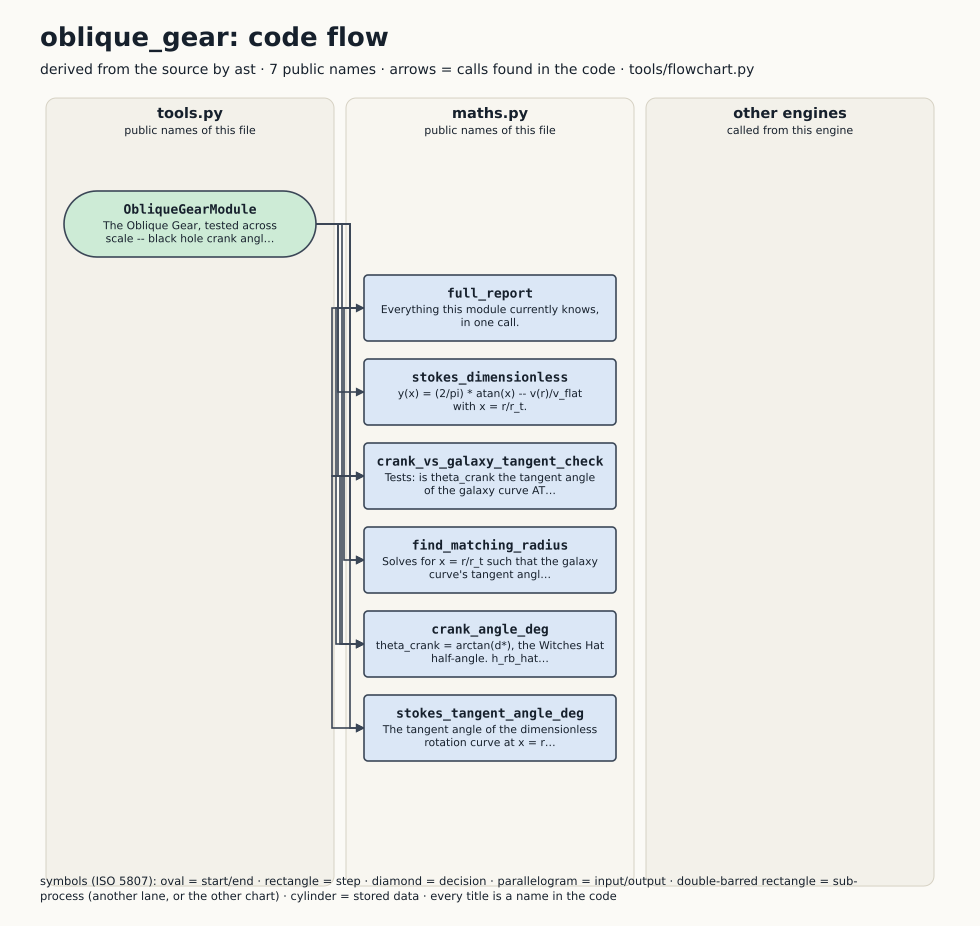 oblique_gear: code flow
derived from the source by ast · 7 public names · arrows = calls found in the code · tools/flowchart.py
tools.py
public names of this file
maths.py
public names of this file
other engines
called from this engine
ObliqueGearModule
The Oblique Gear, tested across
scale -- black hole crank angl…
full_report
Everything this module currently knows,
in one call.
stokes_dimensionless
y(x) = (2/pi) * atan(x) -- v(r)/v_flat
with x = r/r_t.
crank_vs_galaxy_tangent_check
Tests: is theta_crank the tangent angle
of the galaxy curve AT…
find_matching_radius
Solves for x = r/r_t such that the galaxy
curve's tangent angl…
crank_angle_deg
theta_crank = arctan(d*), the Witches Hat
half-angle. h_rb_hat…
stokes_tangent_angle_deg
The tangent angle of the dimensionless
rotation curve at x = r…
symbols (ISO 5807): oval = start/end · rectangle = step · diamond = decision · parallelogram = input/output · double-barred rectangle = sub-
process (another lane, or the other chart) · cylinder = stored data · every title is a name in the code